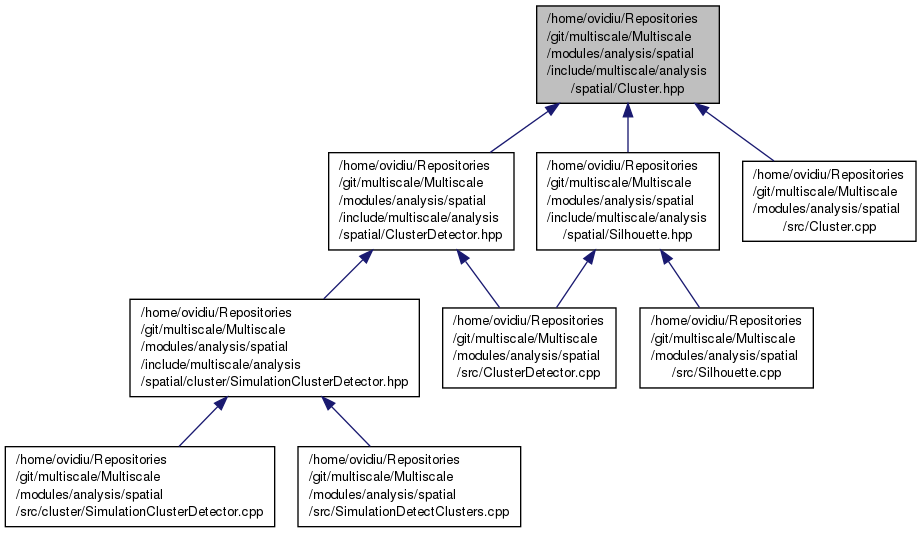 /home/ovidiu/Repositories
/git/multiscale/Multiscale
/modules/analysis/spatial
/include/multiscale/analysis
/spatial/Cluster.hpp
/home/ovidiu/Repositories
/git/multiscale/Multiscale
/modules/analysis/spatial
/include/multiscale/analysis
/spatial/ClusterDetector.hpp
/home/ovidiu/Repositories
/git/multiscale/Multiscale
/modules/analysis/spatial
/include/multiscale/analysis
/spatial/Silhouette.hpp
/home/ovidiu/Repositories
/git/multiscale/Multiscale
/modules/analysis/spatial
/src/Cluster.cpp
/home/ovidiu/Repositories
/git/multiscale/Multiscale
/modules/analysis/spatial
/include/multiscale/analysis
/spatial/cluster/SimulationClusterDetector.hpp
/home/ovidiu/Repositories
/git/multiscale/Multiscale
/modules/analysis/spatial
/src/ClusterDetector.cpp
/home/ovidiu/Repositories
/git/multiscale/Multiscale
/modules/analysis/spatial
/src/Silhouette.cpp
/home/ovidiu/Repositories
/git/multiscale/Multiscale
/modules/analysis/spatial
/src/cluster/SimulationClusterDetector.cpp
/home/ovidiu/Repositories
/git/multiscale/Multiscale
/modules/analysis/spatial
/src/SimulationDetectClusters.cpp